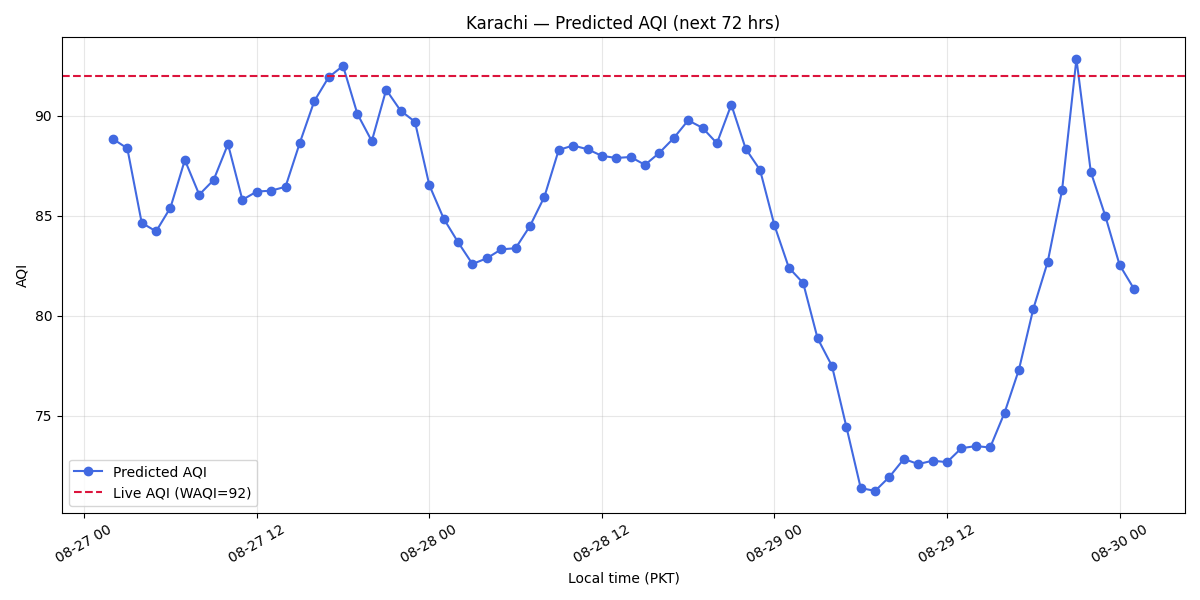 Karachi — Predicted AQI (next 72 hrs)
AQI
90
85
80
75
Predicted AQI
Live AQI (WAQI=92)
08-27 00
08-27 12
08-28 00
08-28 12
08-29 00
08-29 12
08-30 00
Local time (PKT)